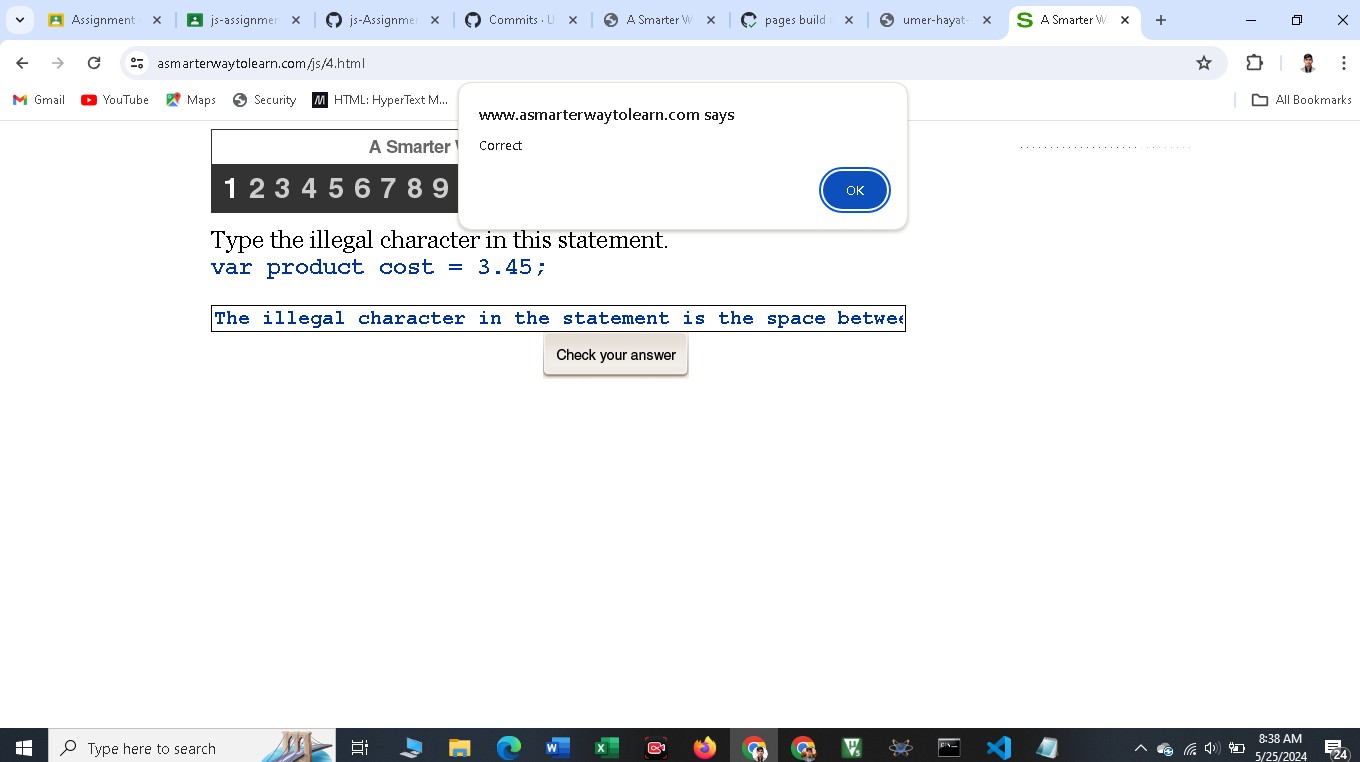 Assignment
js-assignme
js-Assignme
Commits · U
A Smarter W
pages build
umer-hayat-
A Smarter W
asmarterwaytolearn.com/js/4.html
Gmail
YouTube
Maps
Security
HTML: HyperText M...
All Bookmarks
www.asmarterwaytolearn.com says
Correct
OK
A Smarter
1 2 3 4 5 6 7 8 9
Type the illegal character in this statement.
var product cost = 3.45;
The illegal character in the statement is the space betwee
Check your answer
Type here to search
8:38 AM
5/25/2024
24